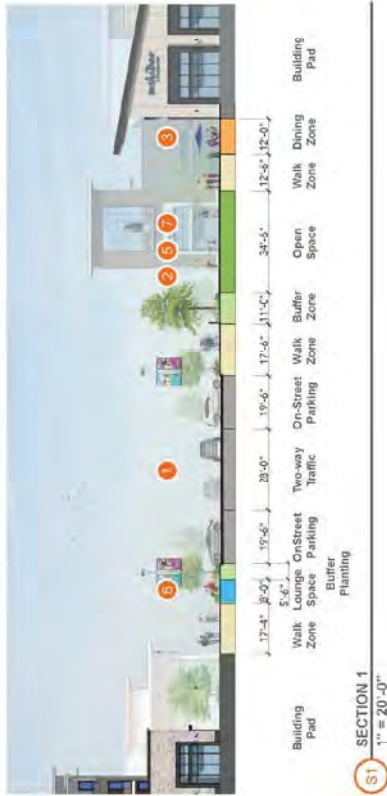 6
1
2
5
7
3
17'-4"
8'-0"
5'-6"
19'-6"
28'-0"
19'-6"
17'-6"
11'-0"
34'-6"
12'-6"
12'-0"
Building
Pad
Walk
Zone
Lounge
Space
Buffer
Planting
OnStreet
Parking
Two-way
Traffic
On-Street
Parking
Walk
Zone
Buffer
Zone
Open
Space
Walk
Zone
Dining
Zone
Building
Pad
S1
SECTION 1
1" = 20'-0"